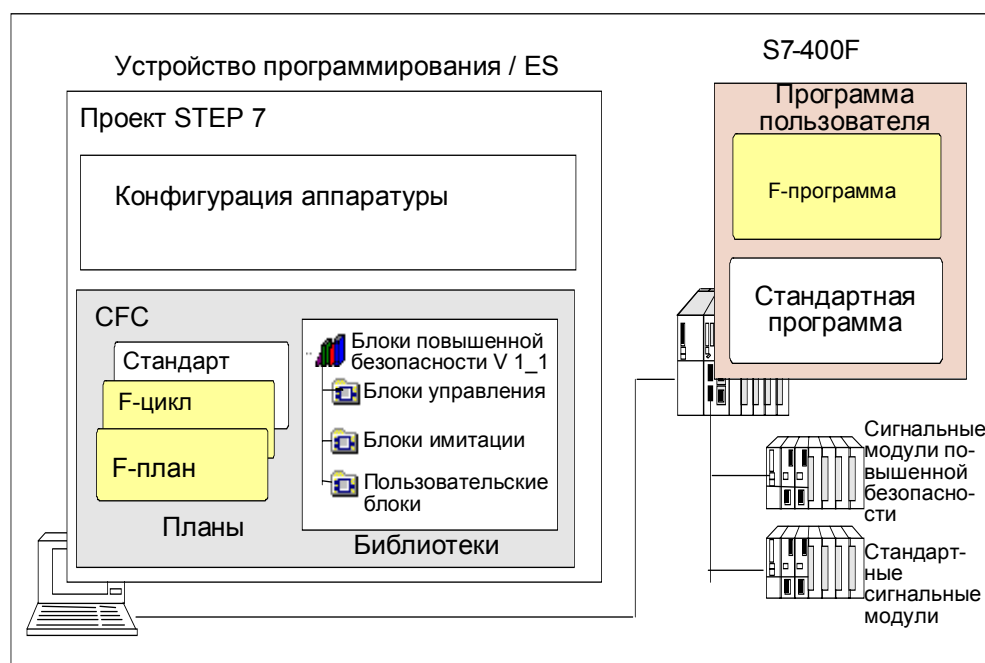 Устройство программирования / ES
Проект STEP 7
Конфигурация аппаратуры
CFC
Стандарт
F-цикл
F-план
Планы
Блоки повышенной
безопасности V 1_1
Блоки управления
Блоки имитации
Пользовательские
блоки
Библиотеки
S7-400F
Программа
пользователя
F-программа
Стандартная
программа
Сигнальные
модули по-
вышенной
безопасно-
сти
Стандарт-
ные
сигнальные
модули